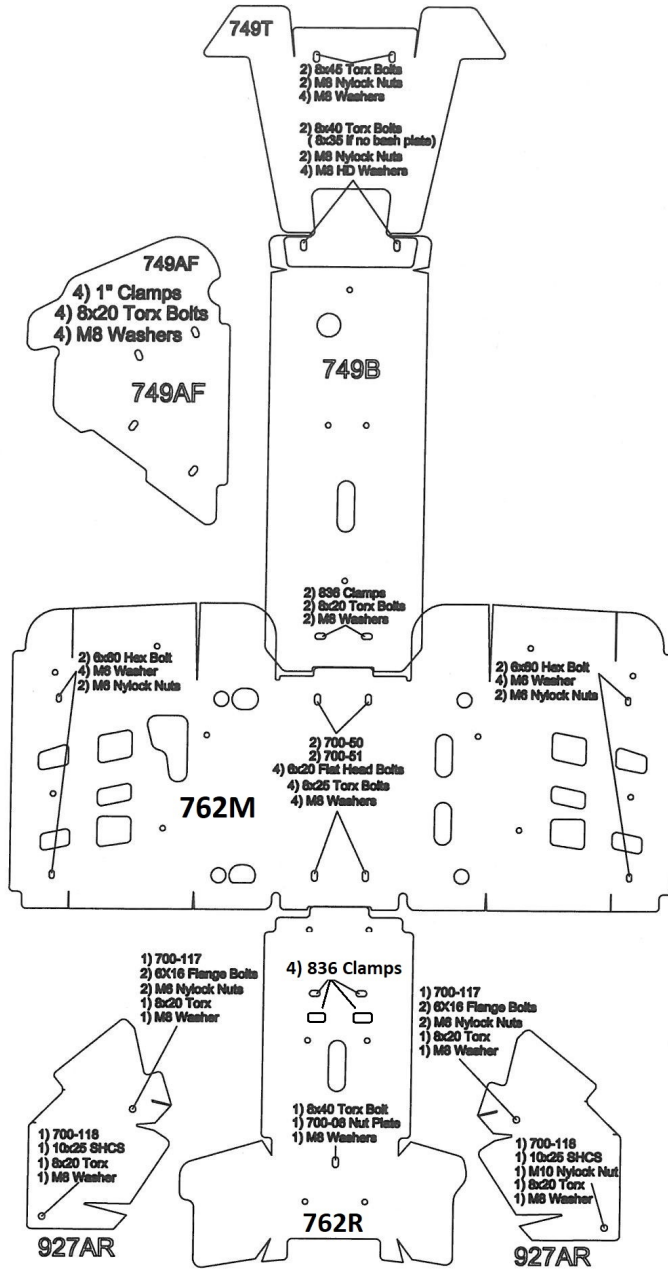 749T
2) 8x45 Torx Bolts
2) M8 Nylock Nuts
4) M8 Washers
2) 8x40 Torx Bolts
( 8x35 if no bash plate)
2) M8 Nylock Nuts
4) M8 HD Washers
749AF
4) 1" Clamps
4) 8x20 Torx Bolts
4) M8 Washers
749AF
749B
2) 836 Clamps
2) 8x20 Torx Bolts
2) M8 Washers
2) 6x60 Hex Bolt
4) M6 Washer
2) M6 Nylock Nuts
2) 6x60 Hex Bolt
4) M6 Washer
2) M6 Nylock Nuts
2) 700-50
2) 700-51
4) 6x20 Flat Head Bolts
4) 8x25 Torx Bolts
4) M8 Washers
762M
1) 700-117
2) 6X16 Flange Bolts
2) M6 Nylock Nuts
1) 8x20 Torx
1) M8 Washer
4) 836 Clamps
1) 700-117
2) 6X16 Flange Bolts
2) M6 Nylock Nuts
1) 8x20 Torx
1) M8 Washer
1) 700-118
1) 10x25 SHCS
1) 8x20 Torx
1) M8 Washer
927AR
1) 8x40 Torx Bolt
1) 700-08 Nut Plate
1) M8 Washers
762R
1) 700-118
1) 10x25 SHCS
1) M10 Nylock Nut
1) 8x20 Torx
1) M8 Washer
927AR